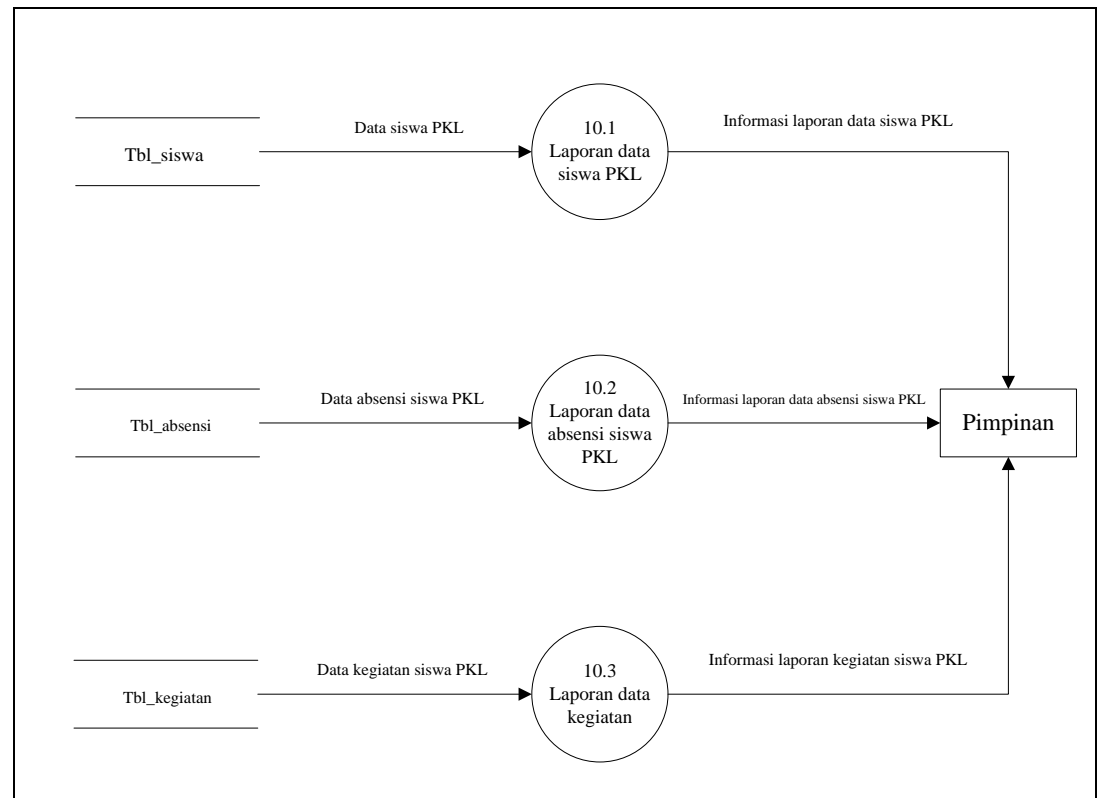 Data siswa PKL
Informasi laporan data siswa PKL
Tbl_siswa
10.1
Laporan data
siswa PKL
Data absensi siswa PKL
Informasi laporan data absensi siswa PKL
Tbl_absensi
10.2
Laporan data
absensi siswa
PKL
Pimpinan
Data kegiatan siswa PKL
Informasi laporan kegiatan siswa PKL
Tbl_kegiatan
10.3
Laporan data
kegiatan